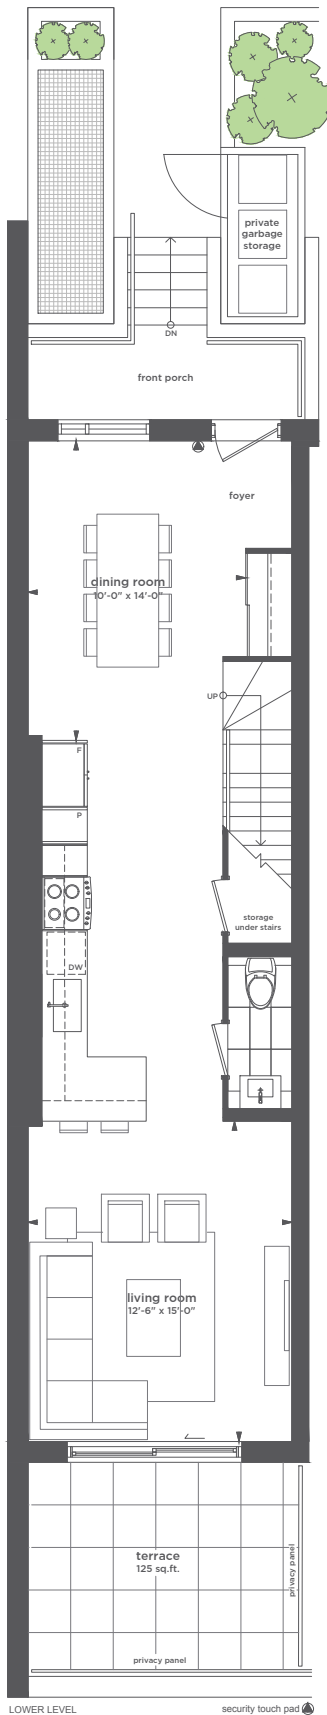 private
garbage
storage
DN
front porch
foyer
dining room
10'-0" x 14'-0"
UP
F
P
storage
under stairs
DW
living room
12'-6" x 15'-0"
terrace
125 sq.ft.
privacy panel
privacy panel
LOWER LEVEL
security touch pad